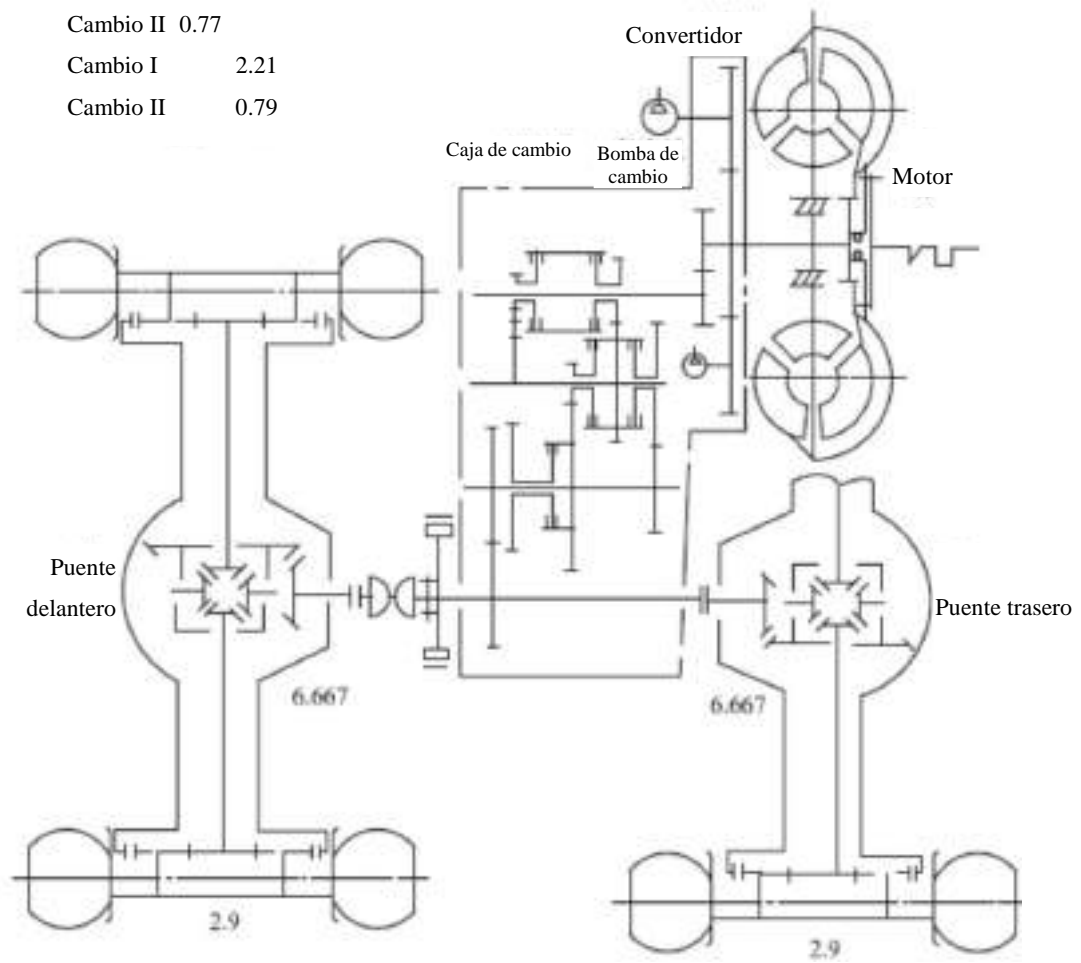 Cambio II 0.77
Cambio I 2.21
Cambio II 0.79
Convertidor
Caja de cambio
Bomba de
cambio
Motor
Puente
delantero
Puente trasero
6.667
6.667
2.9
2.9